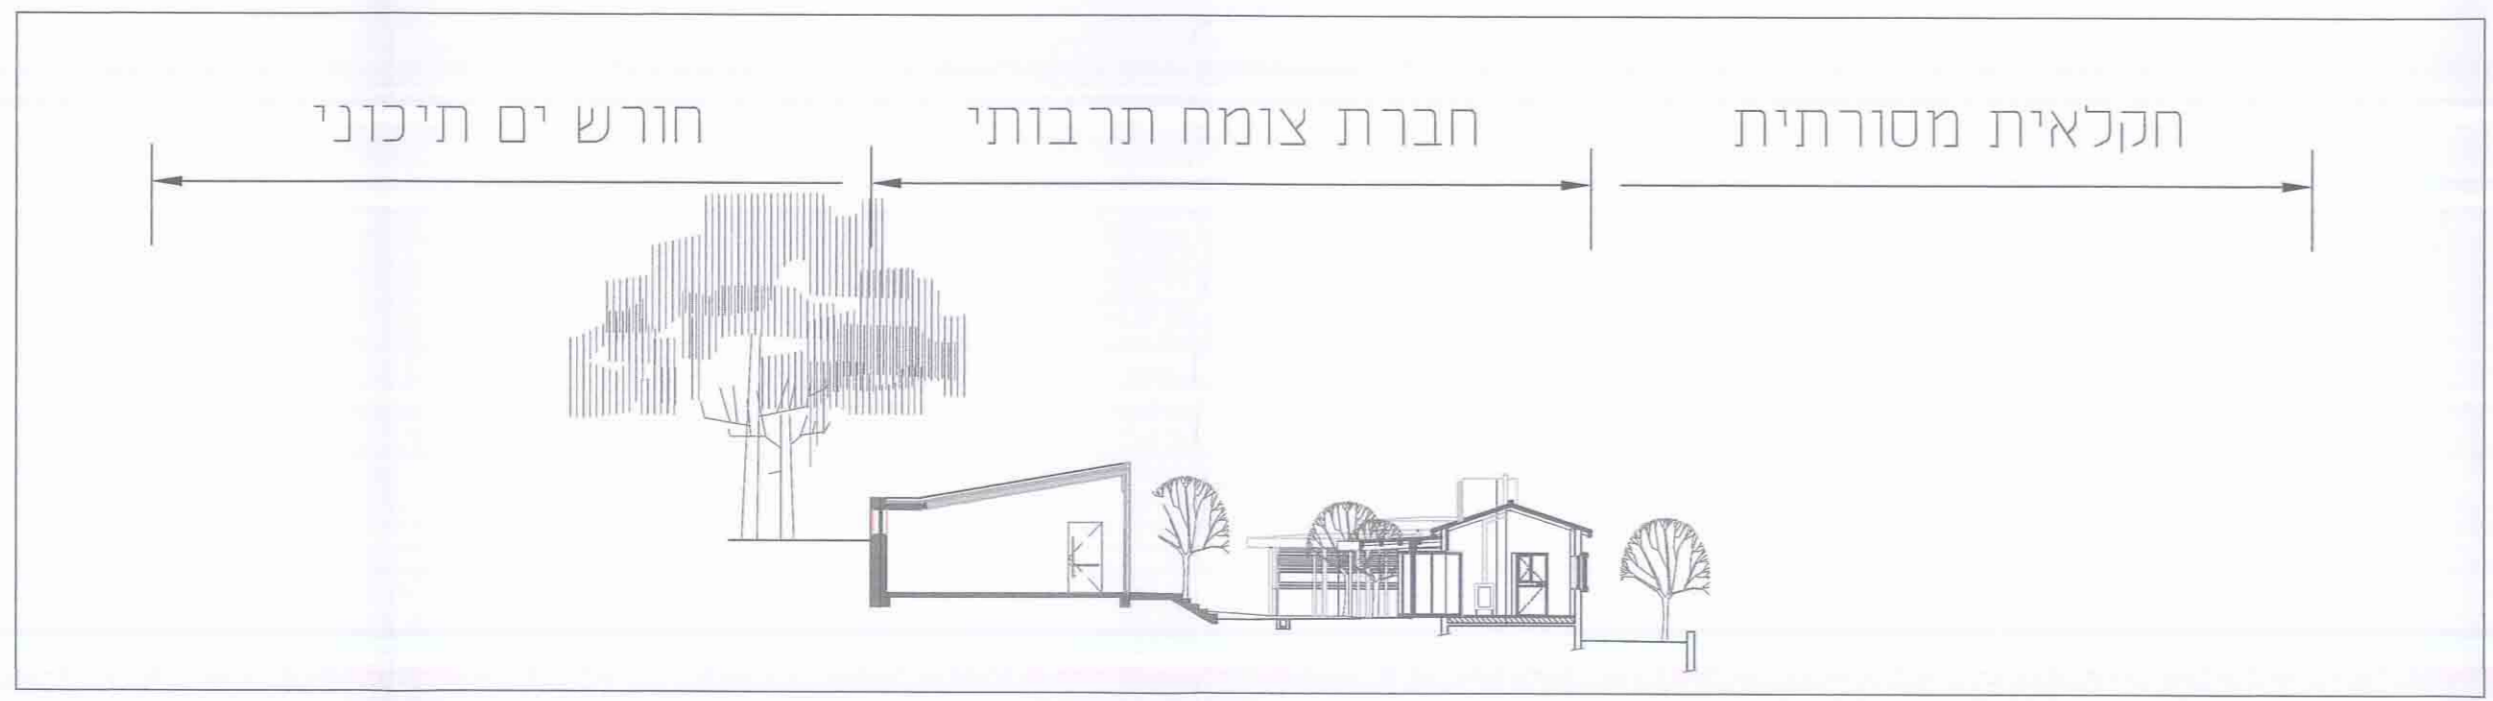 חקלאית מסורתית
חברת צומח תרבותי
חורש ים תיכוני